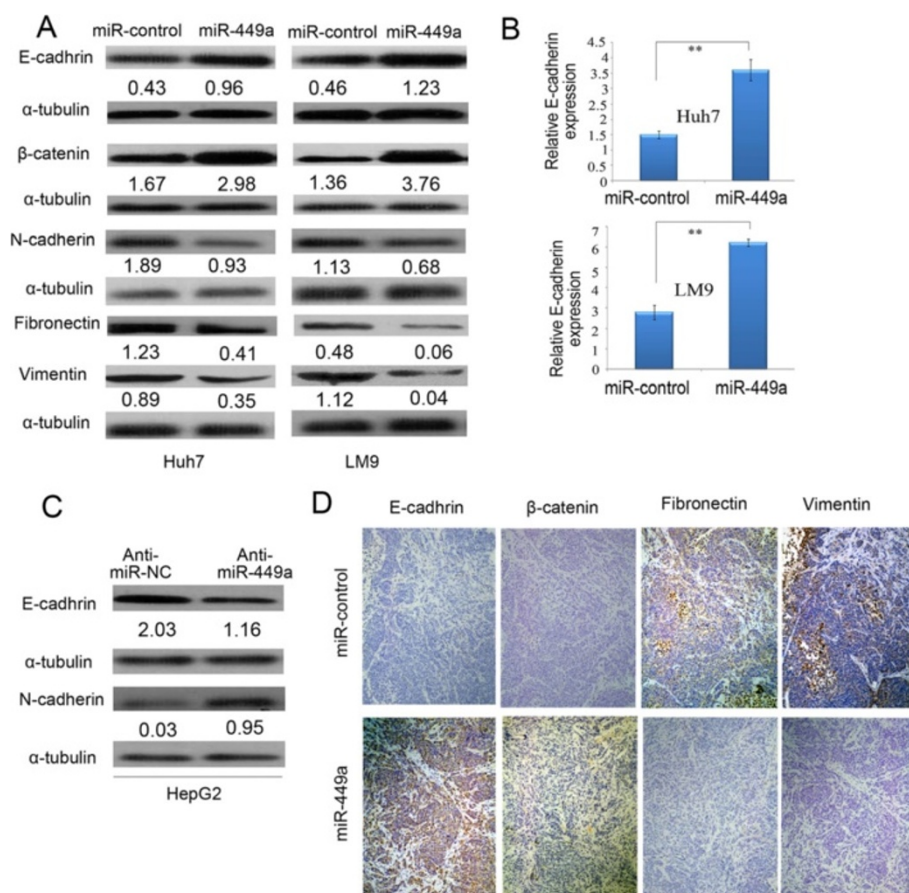 A
miR-control miR-449a miR-control miR-449a
E-cadhrin
0.43 0.96 0.46 1.23
α-tubulin
β-catenin
1.67 2.98 1.36 3.76
α-tubulin
N-cadherin
1.89 0.93 1.13 0.68
α-tubulin
Fibronectin
1.23 0.41 0.48 0.06
Vimentin
0.89 0.35 1.12 0.04
α-tubulin
Huh7 LM9
B
Relative E-cadherin
expression
4.5
4
3.5
3
2.5
2
1.5
1
0.5
0
**
Huh7
miR-control miR-449a
Relative E-cadherin
expression
7
6
5
4
3
2
1
0
**
LM9
miR-control miR-449a
C
Anti-
miR-NC
Anti-
miR-449a
E-cadhrin
2.03 1.16
α-tubulin
N-cadherin
0.03 0.95
α-tubulin
HepG2
D
E-cadhrin β-catenin Fibronectin Vimentin
miR-control
miR-449a